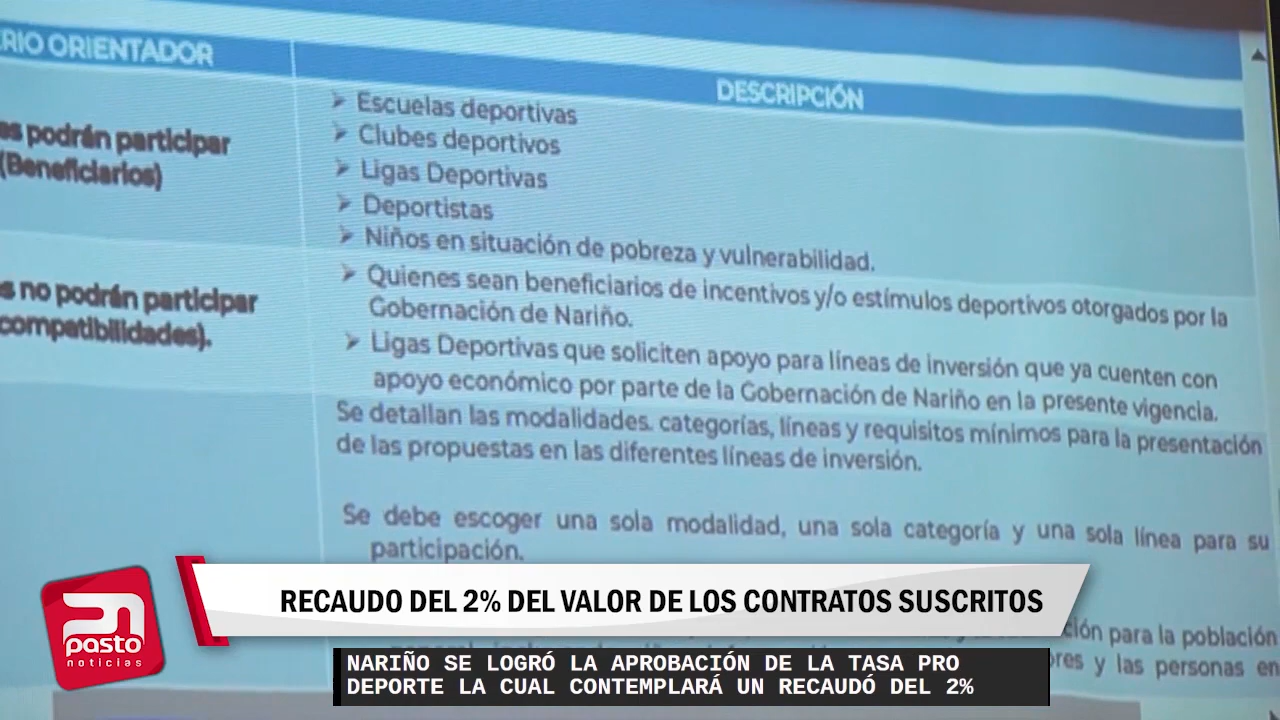 RIO ORIENTADOR
DESCRIPCIÓN
as podrán participar
(Beneficiarios)
➤ Escuelas deportivas
➤ Clubes deportivos
➤ Ligas Deportivas
➤ Deportistas
➤ Niños en situación de pobreza y vulnerabilidad.
s no podrán participar
compatibilidades).
➤ Quienes sean beneficiarios de incentivos y/o estímulos deportivos otorgados por la
Gobernación de Nariño.
➤ Ligas Deportivas que soliciten apoyo para líneas de inversión que ya cuenten con
apoyo económico por parte de la Gobernación de Nariño en la presente vigencia.
Se detallan las modalidades. categorías, líneas y requisitos mínimos para la presentación
de las propuestas en las diferentes líneas de inversión.
Se debe escoger una sola modalidad, una sola categoría y una sola línea para su
participación.
ción para la población
ores y las personas en
RECAUDO DEL 2% DEL VALOR DE LOS CONTRATOS SUSCRITOS
pasto
noticias
NARIÑO SE LOGRÓ LA APROBACIÓN DE LA TASA PRO
DEPORTE LA CUAL CONTEMPLARÁ UN RECAUDÓ DEL 2%